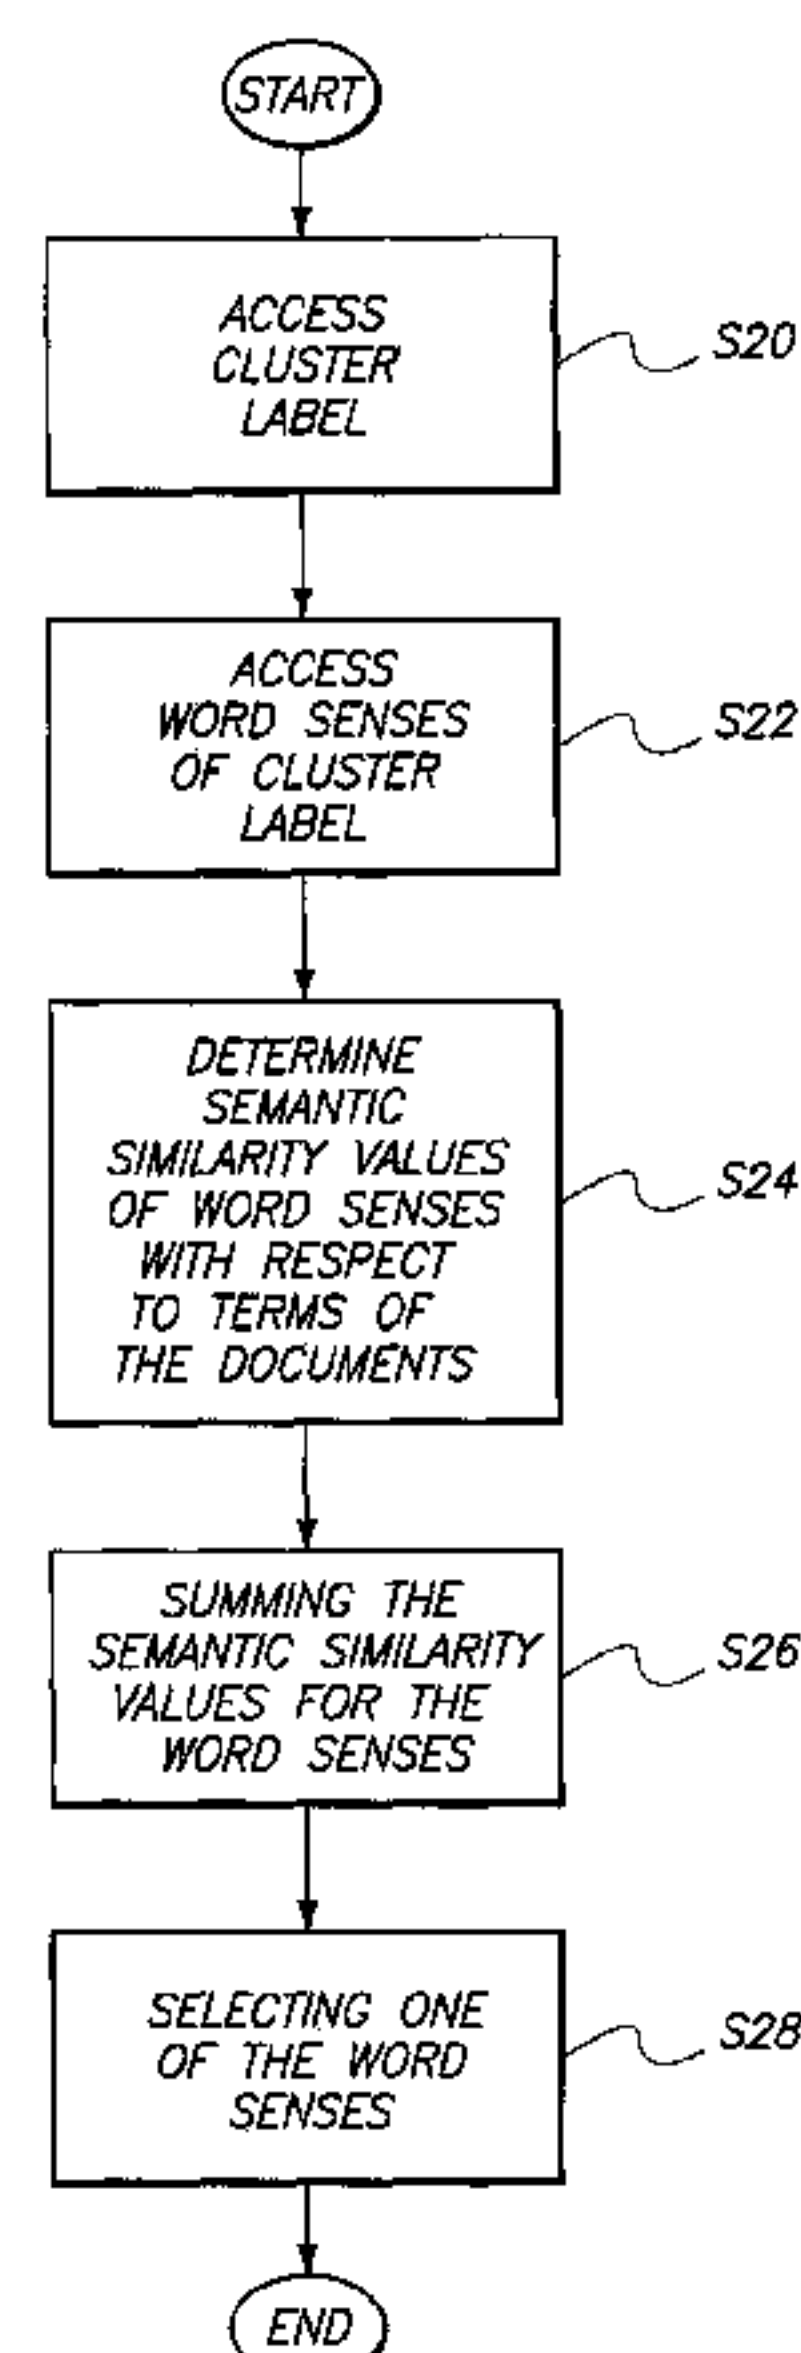 START
ACCESS
CLUSTER
LABEL
S20
ACCESS
WORD SENSES
OF CLUSTER
LABEL
S22
DETERMINE
SEMANTIC
SIMILARITY VALUES
OF WORD SENSES
WITH RESPECT
TO TERMS OF
THE DOCUMENTS
S24
SUMMING THE
SEMANTIC SIMILARITY
VALUES FOR THE
WORD SENSES
S26
SELECTING ONE
OF THE WORD
SENSES
S28
END